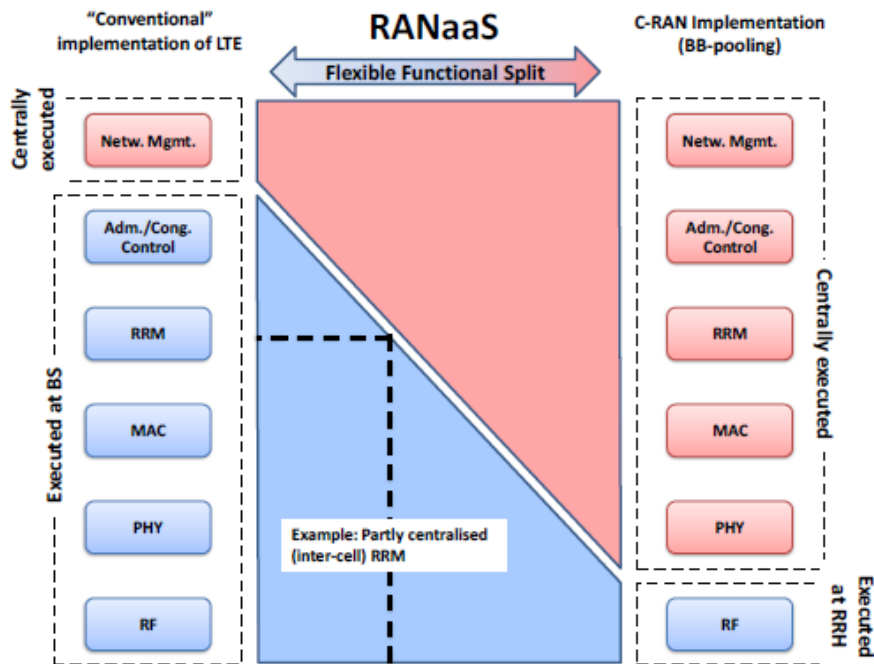 “Conventional”
implementation of LTE
RANaaS
C-RAN Implementation
(BB-pooling)
Flexible Functional Split
Centrally
executed
Netw. Mgmt.
Executed at BS
Adm./Cong.
Control
RRM
MAC
PHY
RF
Example: Partly centralised
(inter-cell) RRM
Netw. Mgmt.
Adm./Cong.
Control
RRM
MAC
PHY
Centrally executed
RF
Executed
at RRH